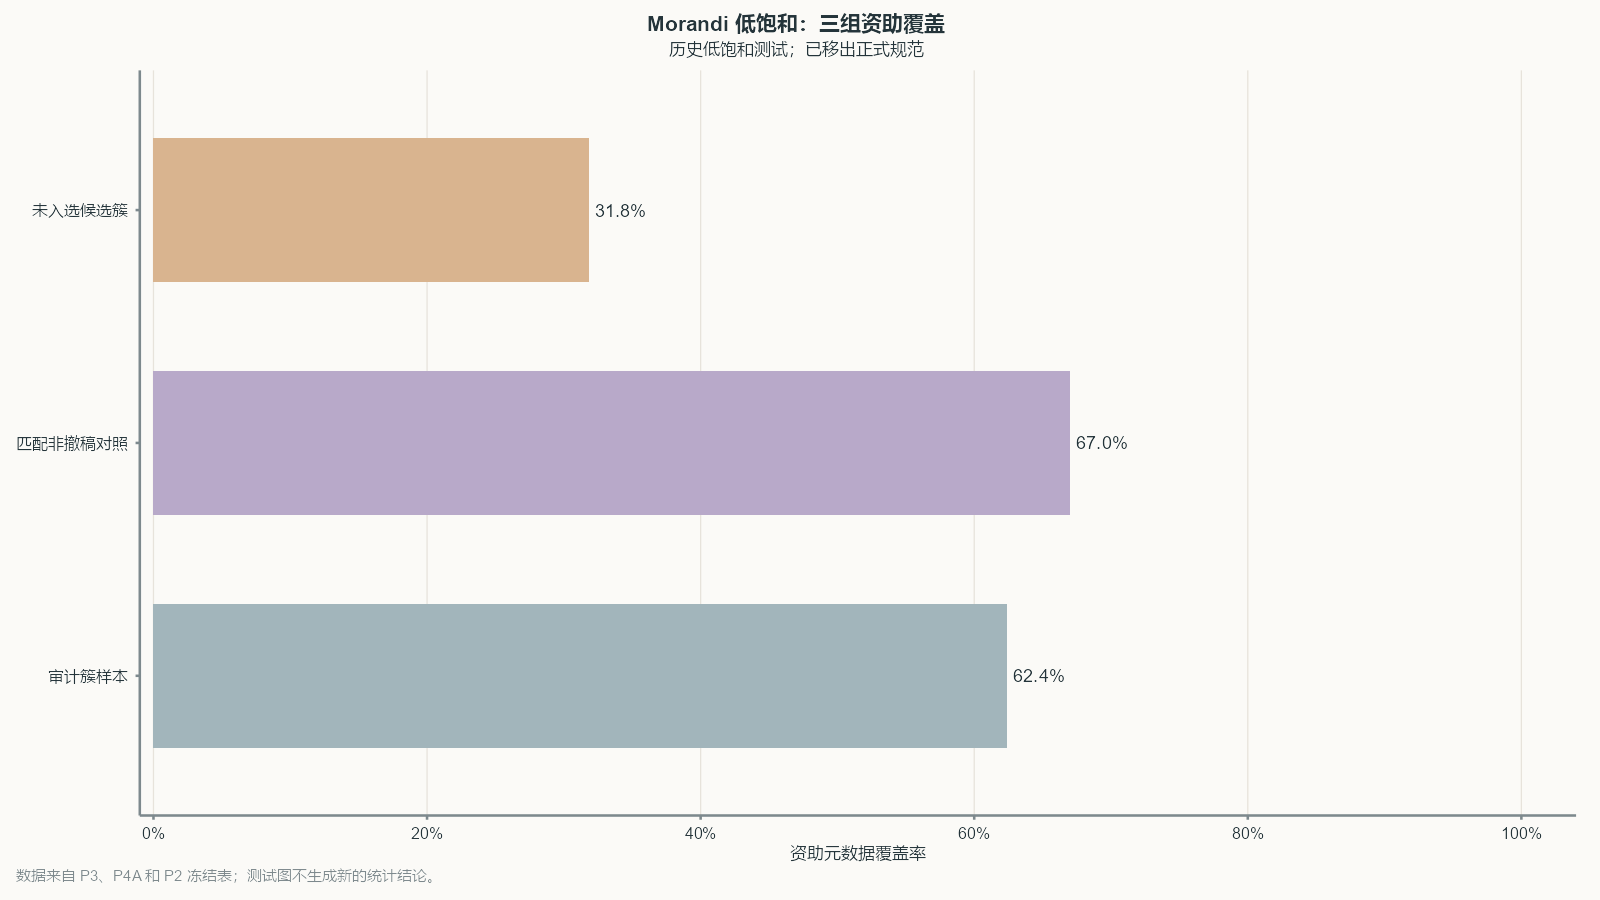 Morandi 低饱和：三组资助覆盖
历史低饱和测试；已移出正式规范
未入选候选簇
31.8%
匹配非撤稿对照
67.0%
审计簇样本
62.4%
0% 20% 40% 60% 80% 100%
资助元数据覆盖率
数据来自 P3、P4A 和 P2 冻结表；测试图不生成新的统计结论。